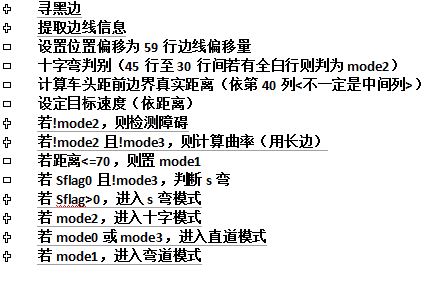 寻黑边
提取边线信息
设置位置偏移为 59 行边线偏移量
十字弯判别（45 行至 30 行间若有全白行则判为 mode2）
计算车头距前边界真实距离（依第 40 列<不一定是中间列>）
设定目标速度（依距离）
若!mode2，则检测障碍
若!mode2 且!mode3，则计算曲率（用长边）
若距离<=70，则置 mode1
若 Sflag0 且!mode3，判断 s 弯
若 Sflag>0，进入 s 弯模式
若 mode2，进入十字模式
若 mode0 或 mode3，进入直道模式
若 mode1，进入弯道模式